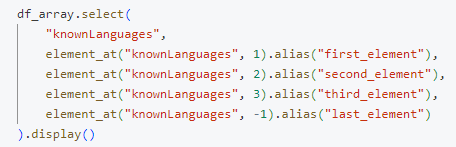 df_array.select(
    "knownLanguages",
    element_at("knownLanguages", 1).alias("first_element"),
    element_at("knownLanguages", 2).alias("second_element"),
    element_at("knownLanguages", 3).alias("third_element"),
    element_at("knownLanguages", -1).alias("last_element")
).display()